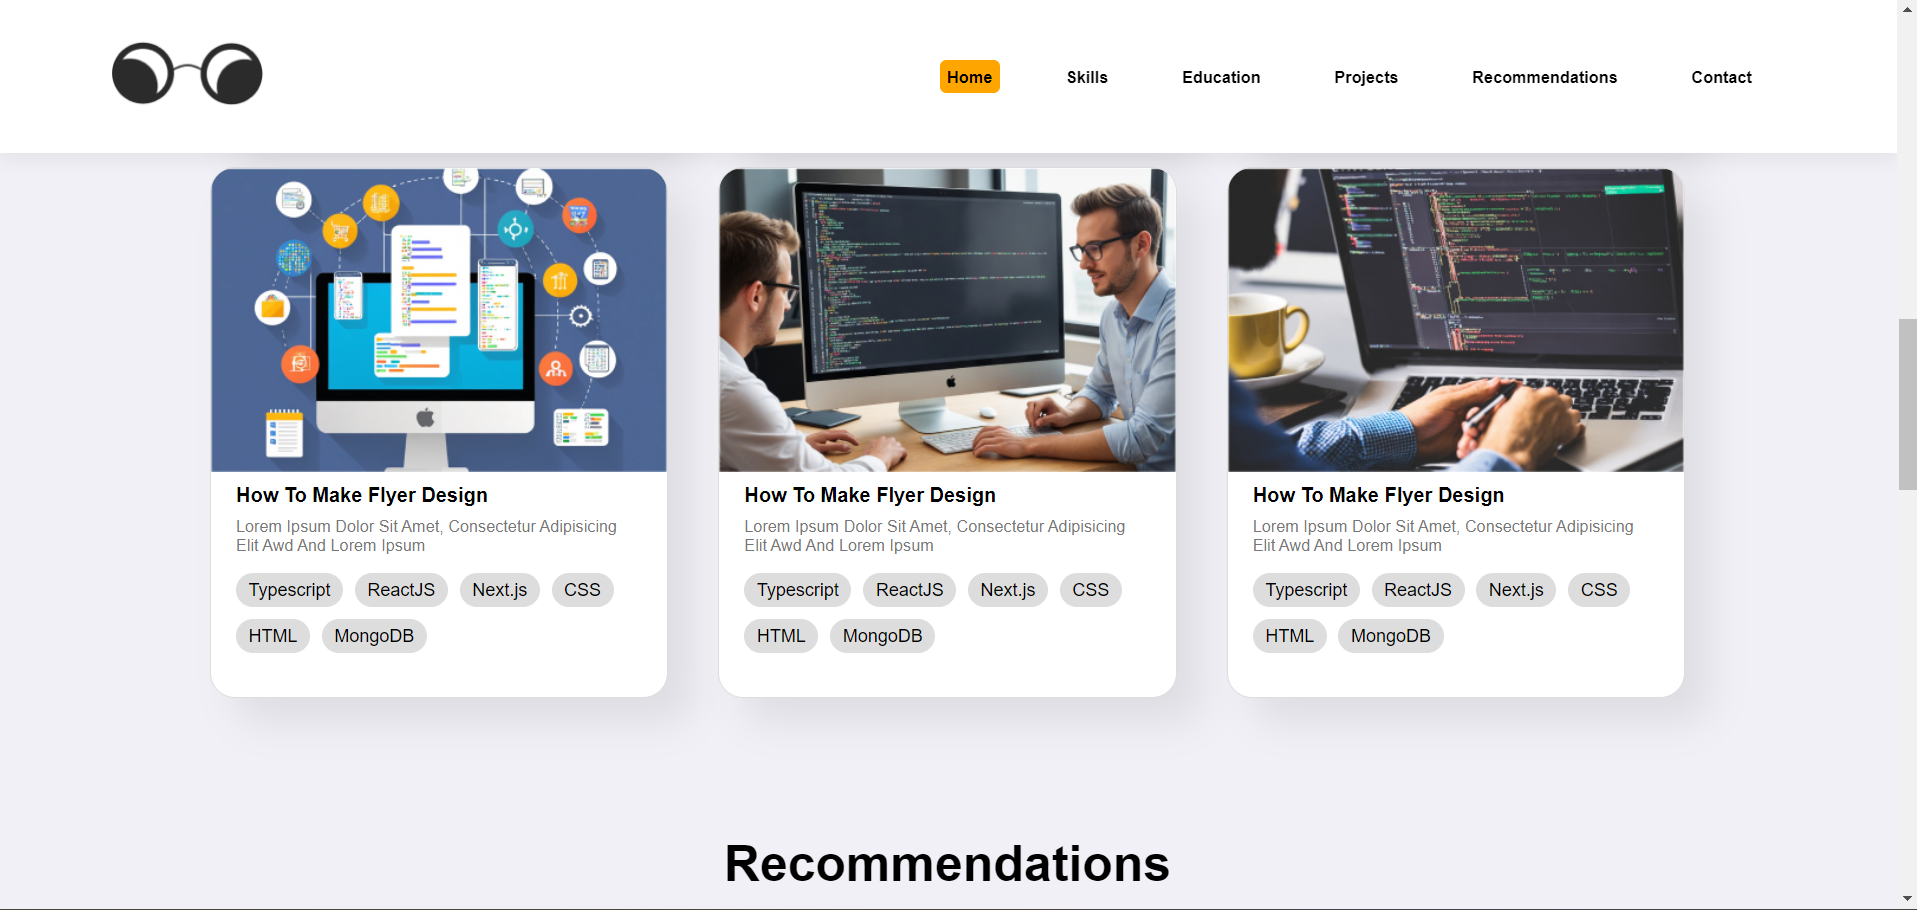 Home Skills Education Projects Recommendations Contact
How To Make Flyer Design
Lorem Ipsum Dolor Sit Amet, Consectetur Adipisicing
Elit Awd And Lorem Ipsum
Typescript ReactJS Next.js CSS
HTML MongoDB
How To Make Flyer Design
Lorem Ipsum Dolor Sit Amet, Consectetur Adipisicing
Elit Awd And Lorem Ipsum
Typescript ReactJS Next.js CSS
HTML MongoDB
How To Make Flyer Design
Lorem Ipsum Dolor Sit Amet, Consectetur Adipisicing
Elit Awd And Lorem Ipsum
Typescript ReactJS Next.js CSS
HTML MongoDB
Recommendations